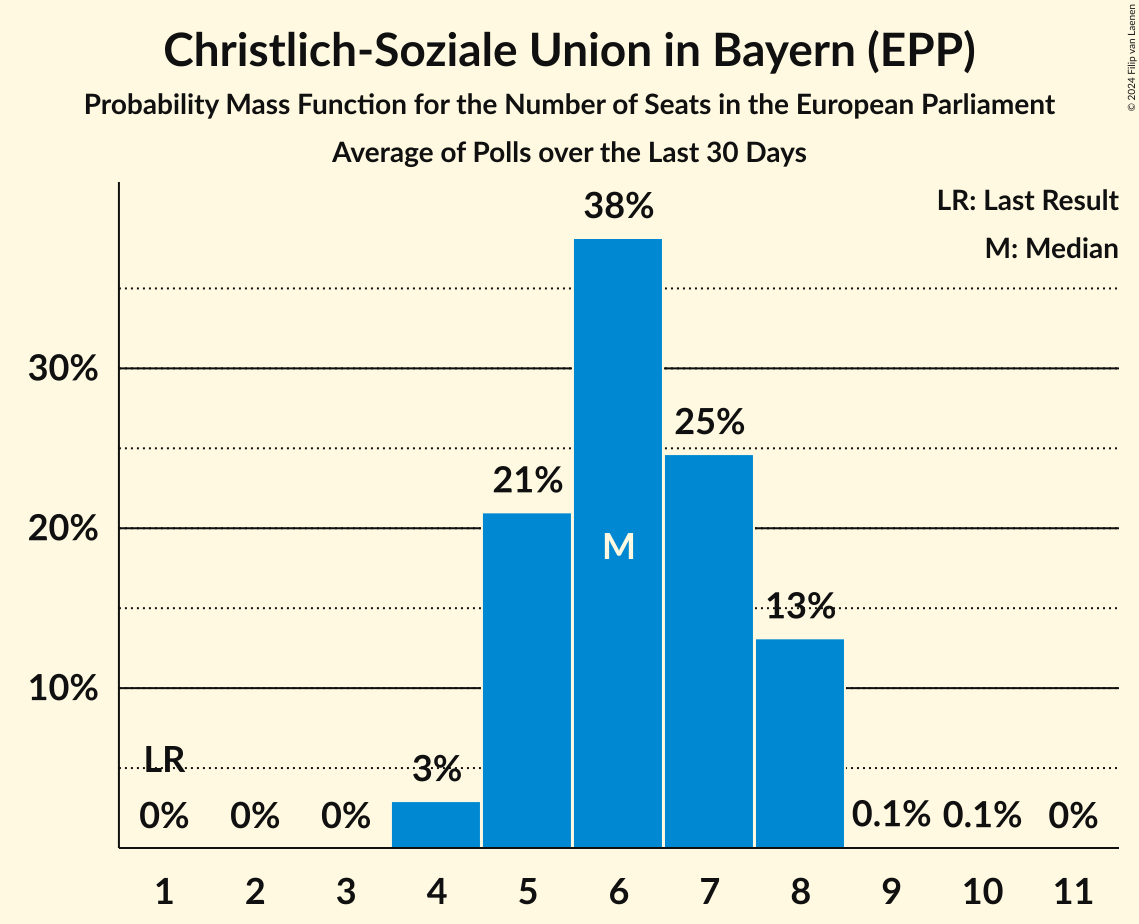 Christlich-Soziale Union in Bayern (EPP)
Probability Mass Function for the Number of Seats in the European Parliament
Average of Polls over the Last 30 Days
© 2024 Filip van Laenen
LR: Last Result
M: Median
38%
30%
25%
21%
20%
M
13%
10%
LR
3%
0% 0% 0% 0.1% 0.1% 0%
1 2 3 4 5 6 7 8 9 10 11